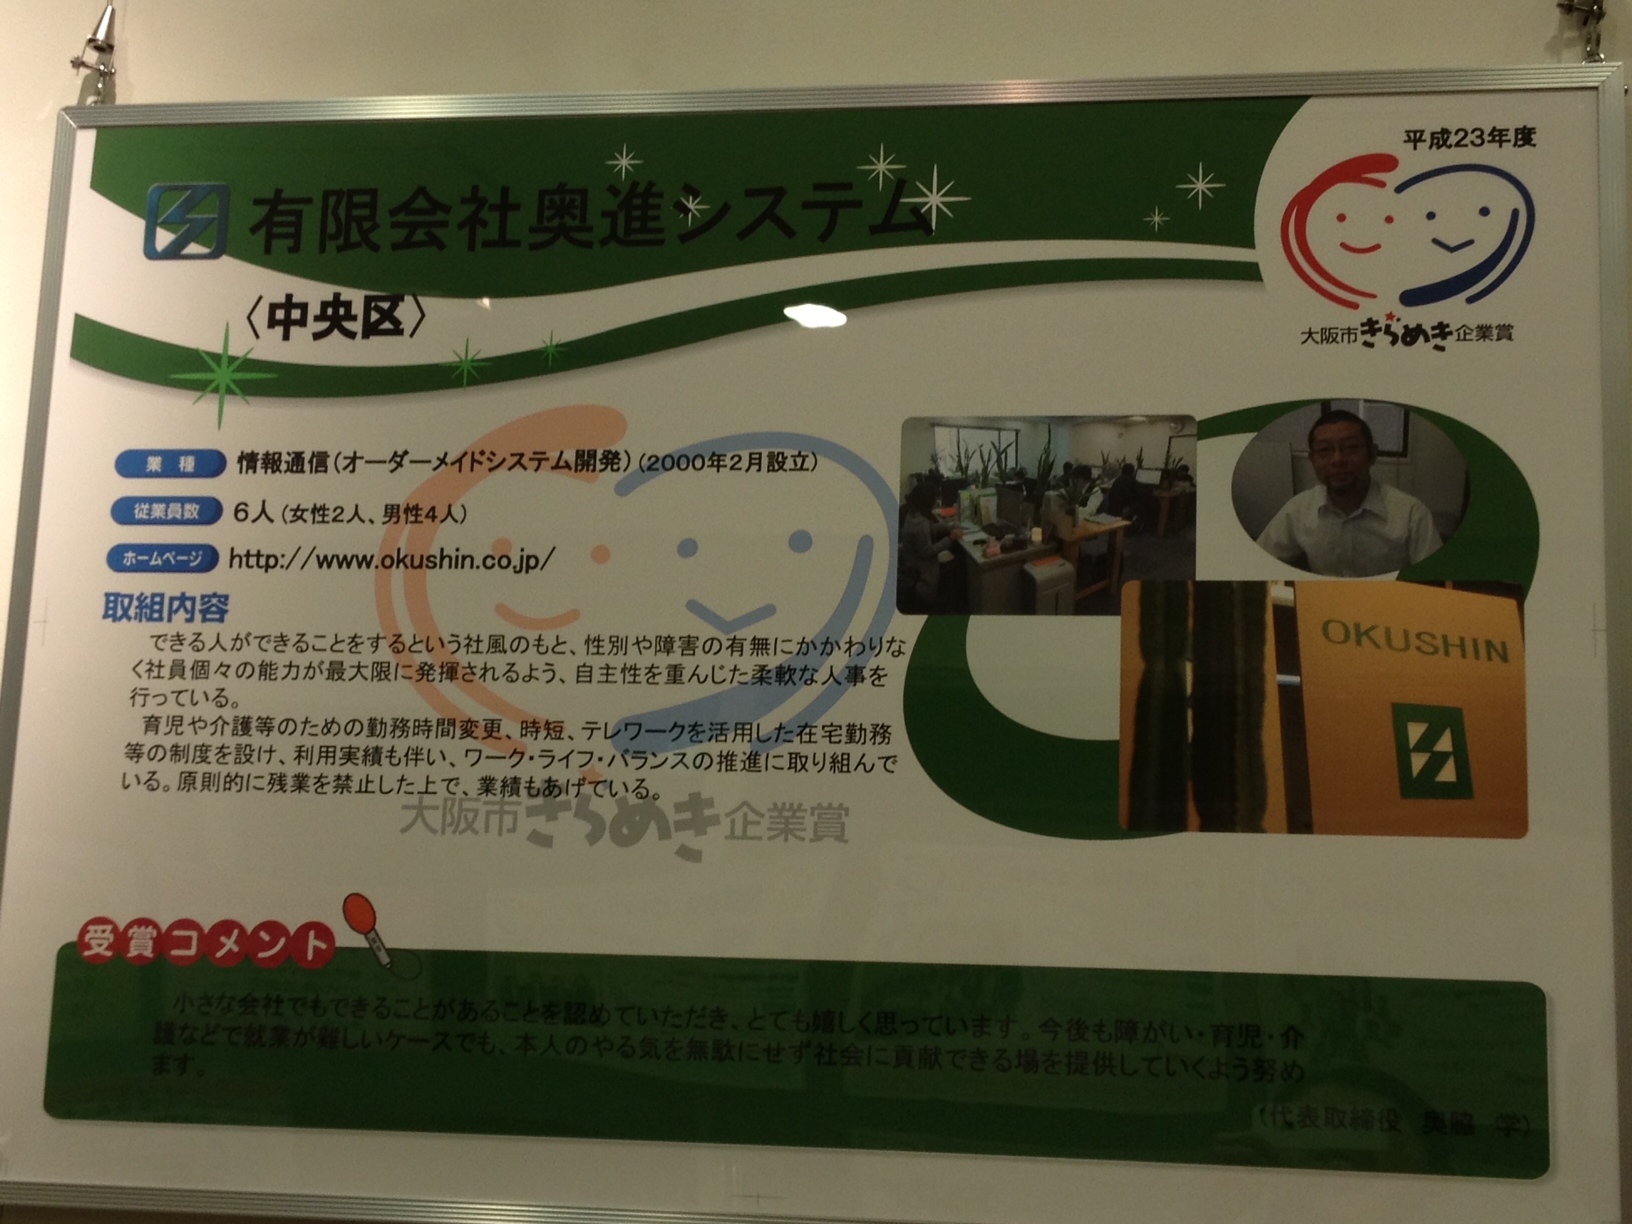 平成23年度
有限会社奥進システム
〈中央区〉
大阪市きらめき企業賞
業種 情報通信(オーダーメイドシステム開発)(2000年2月設立)
従業員数 6人(女性2人、男性4人)
ホームページ http://www.okushin.co.jp/
取組内容
できる人ができることをするという社風のもと、性別や障害の有無にかかわりな
く社員個々の能力が最大限に発揮されるよう、自主性を重んじた柔軟な人事を
行っている。
育児や介護等のための勤務時間変更、時短、テレワークを活用した在宅勤務
等の制度を設け、利用実績も伴い、ワーク・ライフ・バランスの推進に取り組んで
いる。原則的に残業を禁止した上で、業績もあげている。
大阪市きらめき企業賞
OKUSHIN
受賞コメント
小さな会社でもできることがあることを認めていただき、とても嬉しく思っています。今後も障がい・育児・介
護などで就業が難しいケースでも、本人のやる気を無駄にせず社会に貢献できる場を提供していくよう努め
ます。
(代表取締役 奥脇 学)